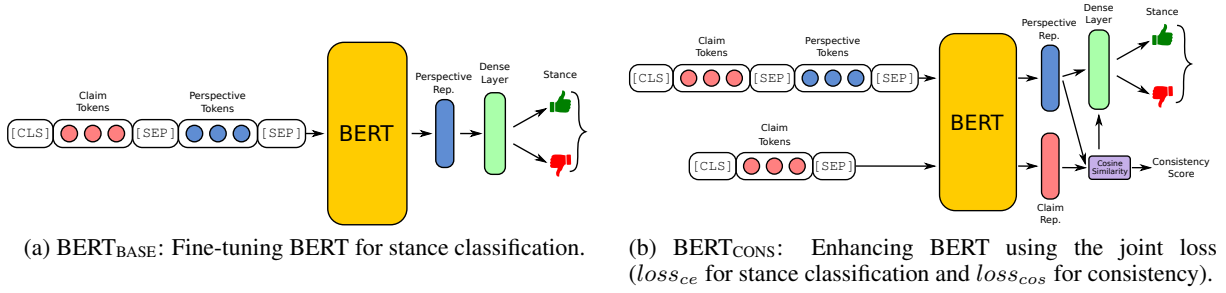 Claim
Tokens
Perspective
Tokens
[CLS]
[SEP]
[SEP]
BERT
Perspective
Rep.
Dense
Layer
Stance
(a) BERTBASE: Fine-tuning BERT for stance classification.
Claim
Tokens
Perspective
Tokens
[CLS]
[SEP]
[SEP]
Claim
Tokens
[CLS]
[SEP]
BERT
Perspective
Rep.
Dense
Layer
Stance
Claim
Rep.
Cosine
Similarity
Consistency
Score
(b) BERTCONS: Enhancing BERT using the joint loss
(lossce for stance classification and losscos for consistency).